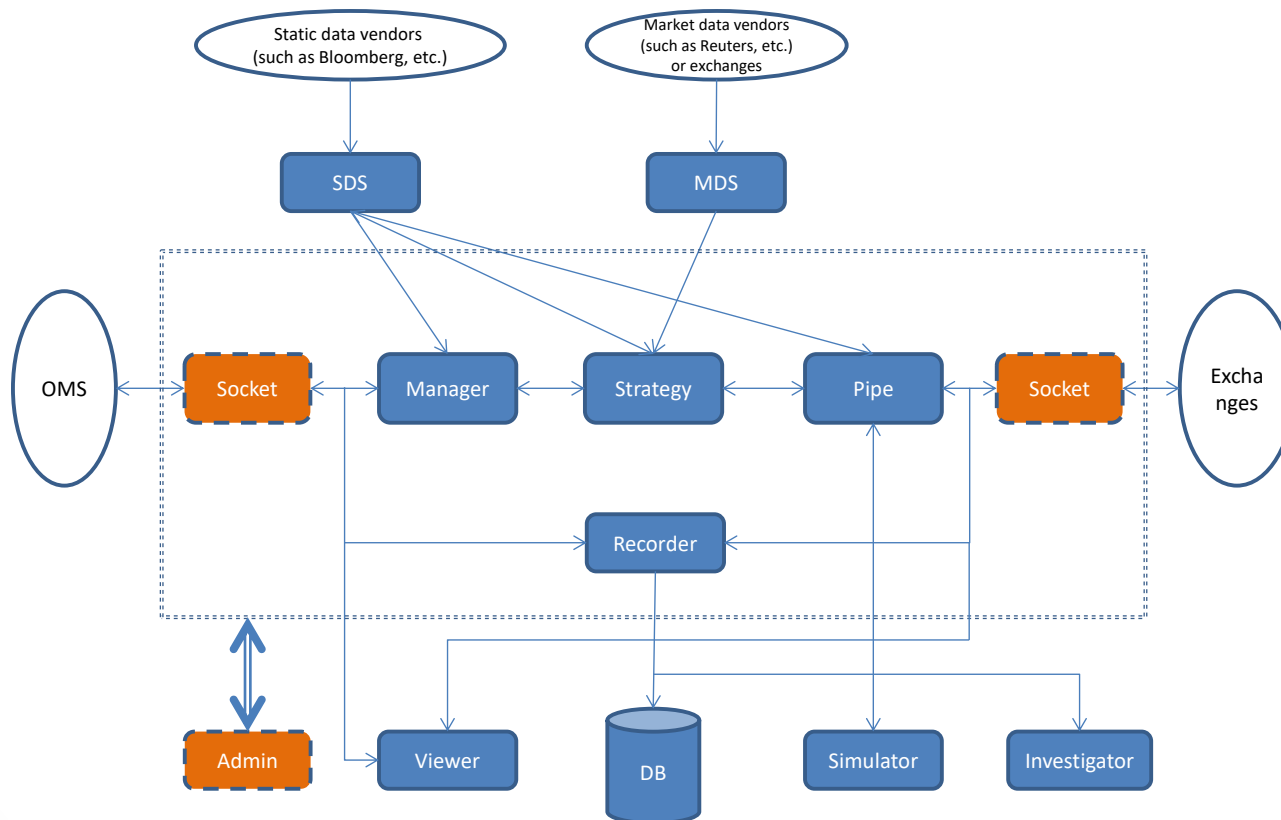 Static data vendors
(such as Bloomberg, etc.)
Market data vendors
(such as Reuters, etc.)
or exchanges
SDS
MDS
OMS
Socket
Manager
Strategy
Pipe
Socket
Excha
nges
Recorder
Admin
Viewer
DB
Simulator
Investigator